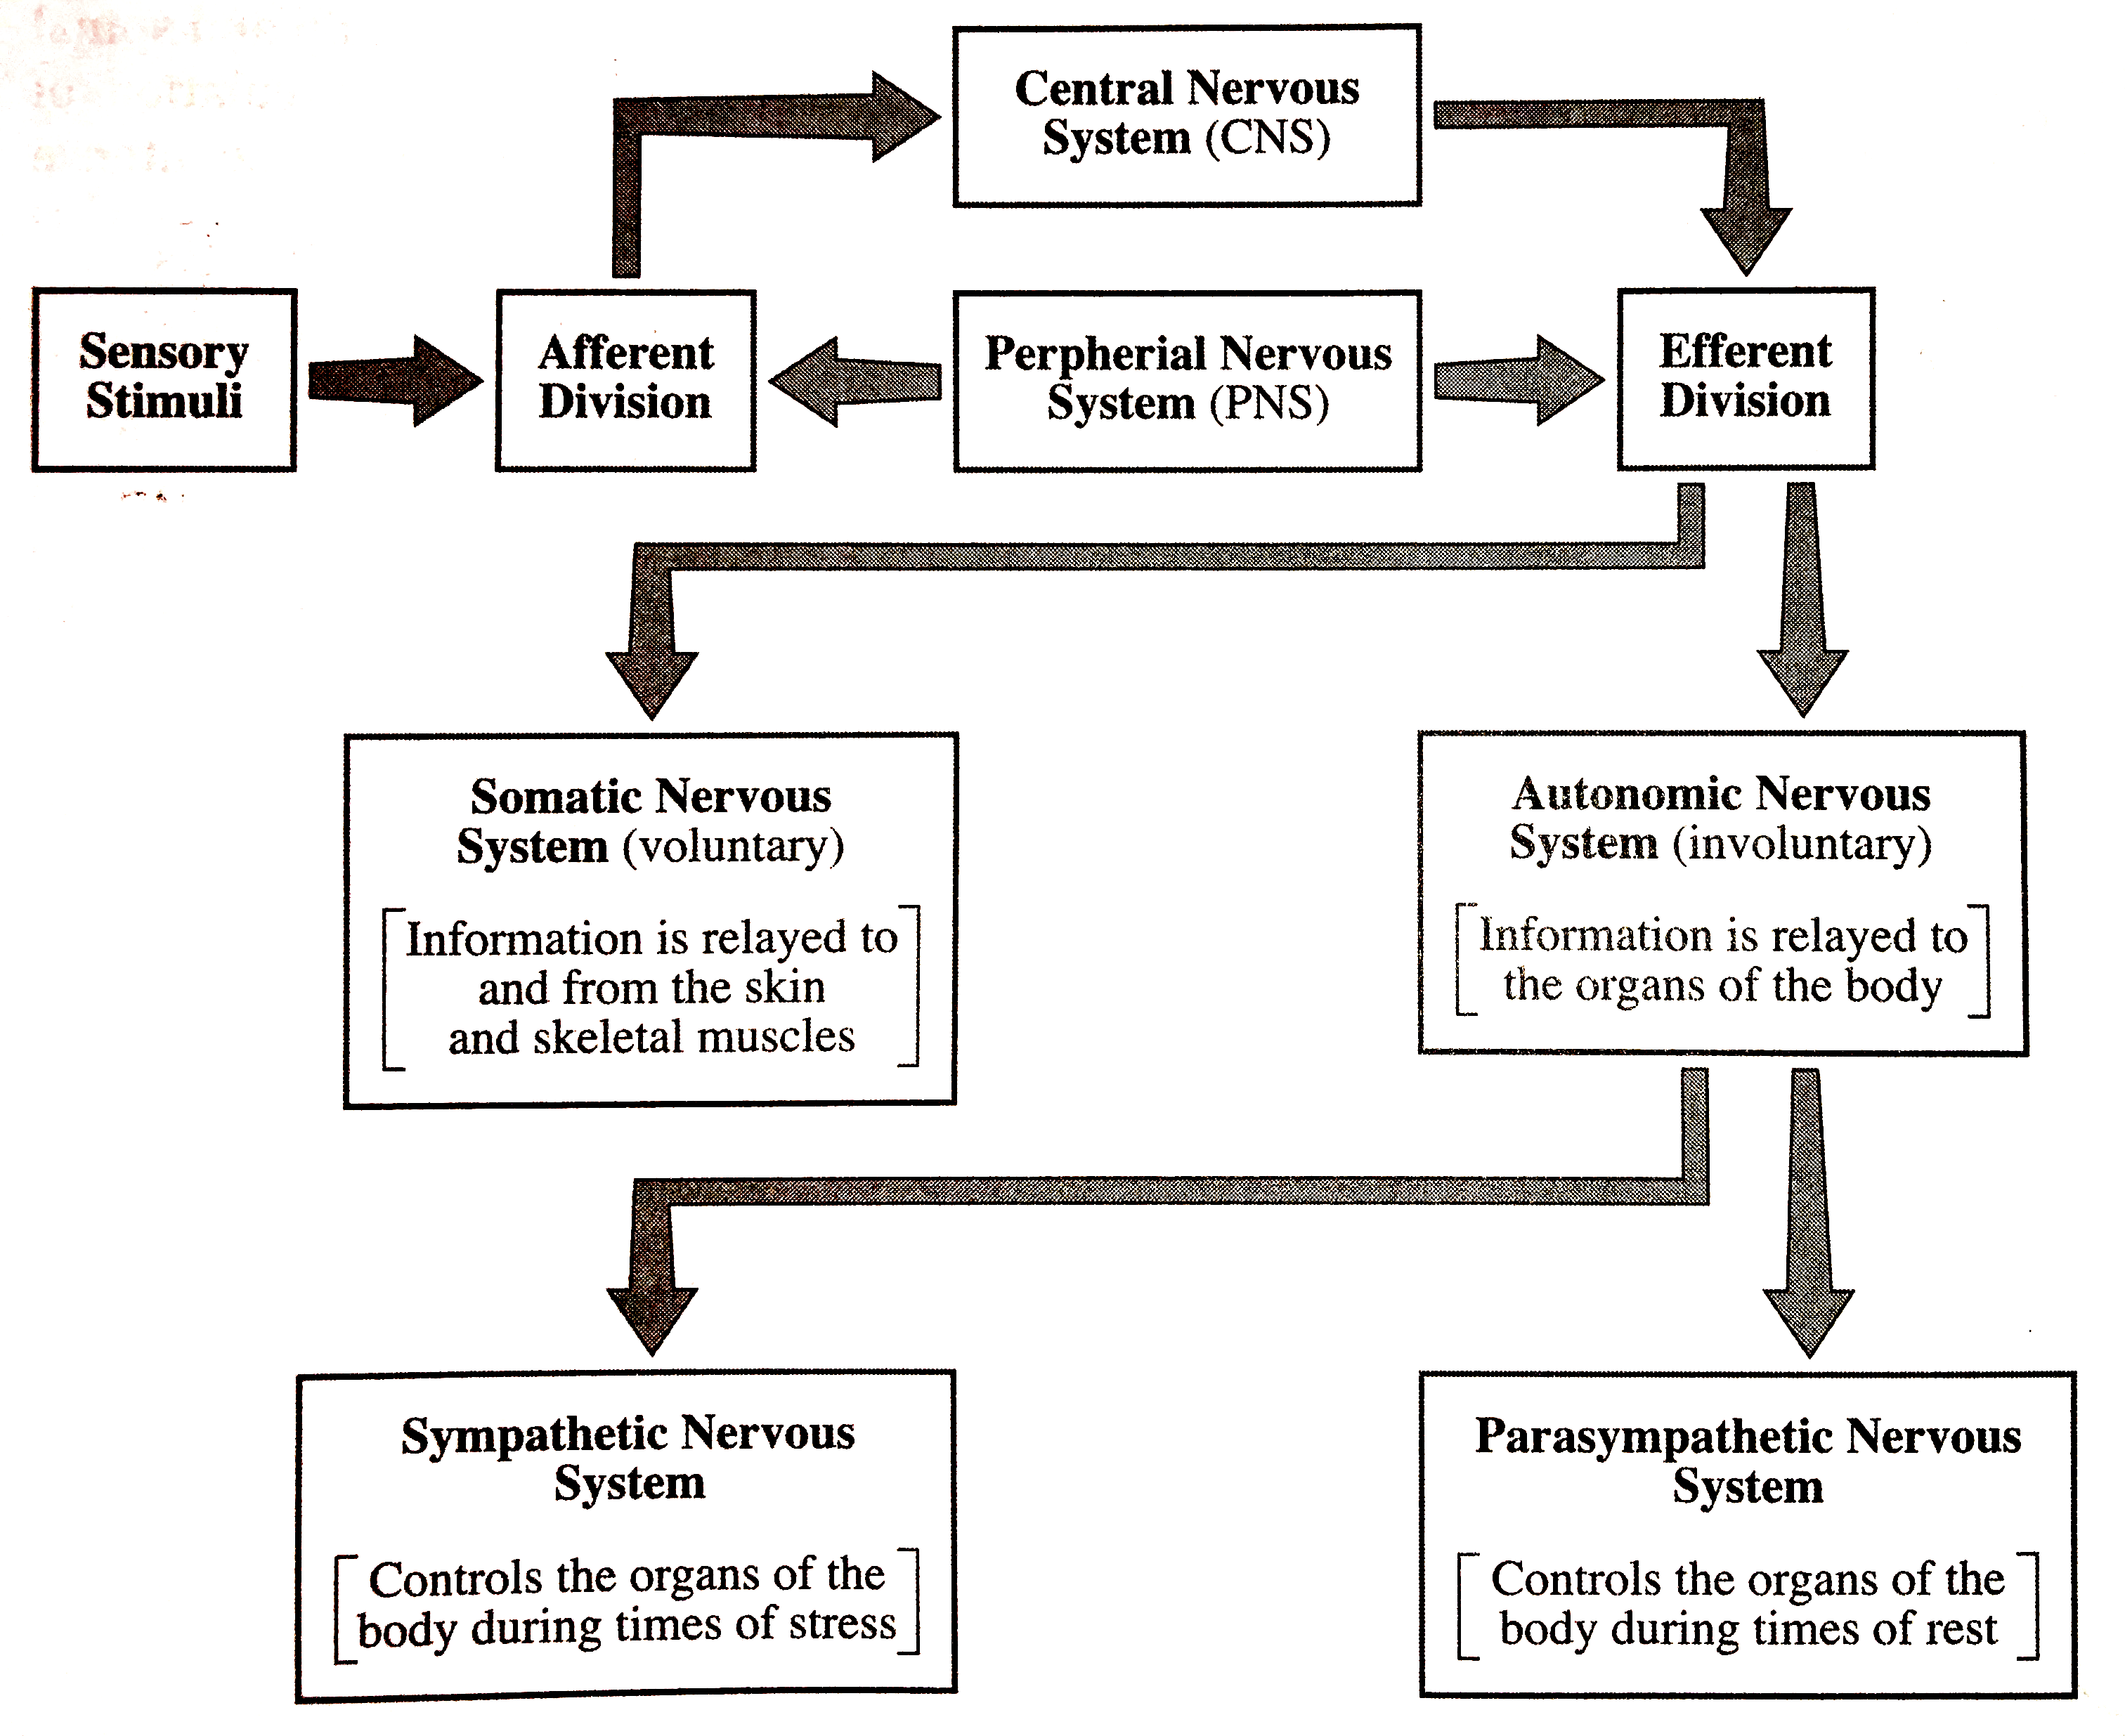 Central Nervous
System (CNS)
Sensory
Stimuli
Afferent
Division
Perpherial Nervous
System (PNS)
Efferent
Division
Somatic Nervous
System (voluntary)
Information is relayed to
and from the skin
and skeletal muscles
Autonomic Nervous
System (involuntary)
Information is relayed to
the organs of the body
Sympathetic Nervous
System
Controls the organs of the
body during times of stress
Parasympathetic Nervous
System
Controls the organs of the
body during times of rest